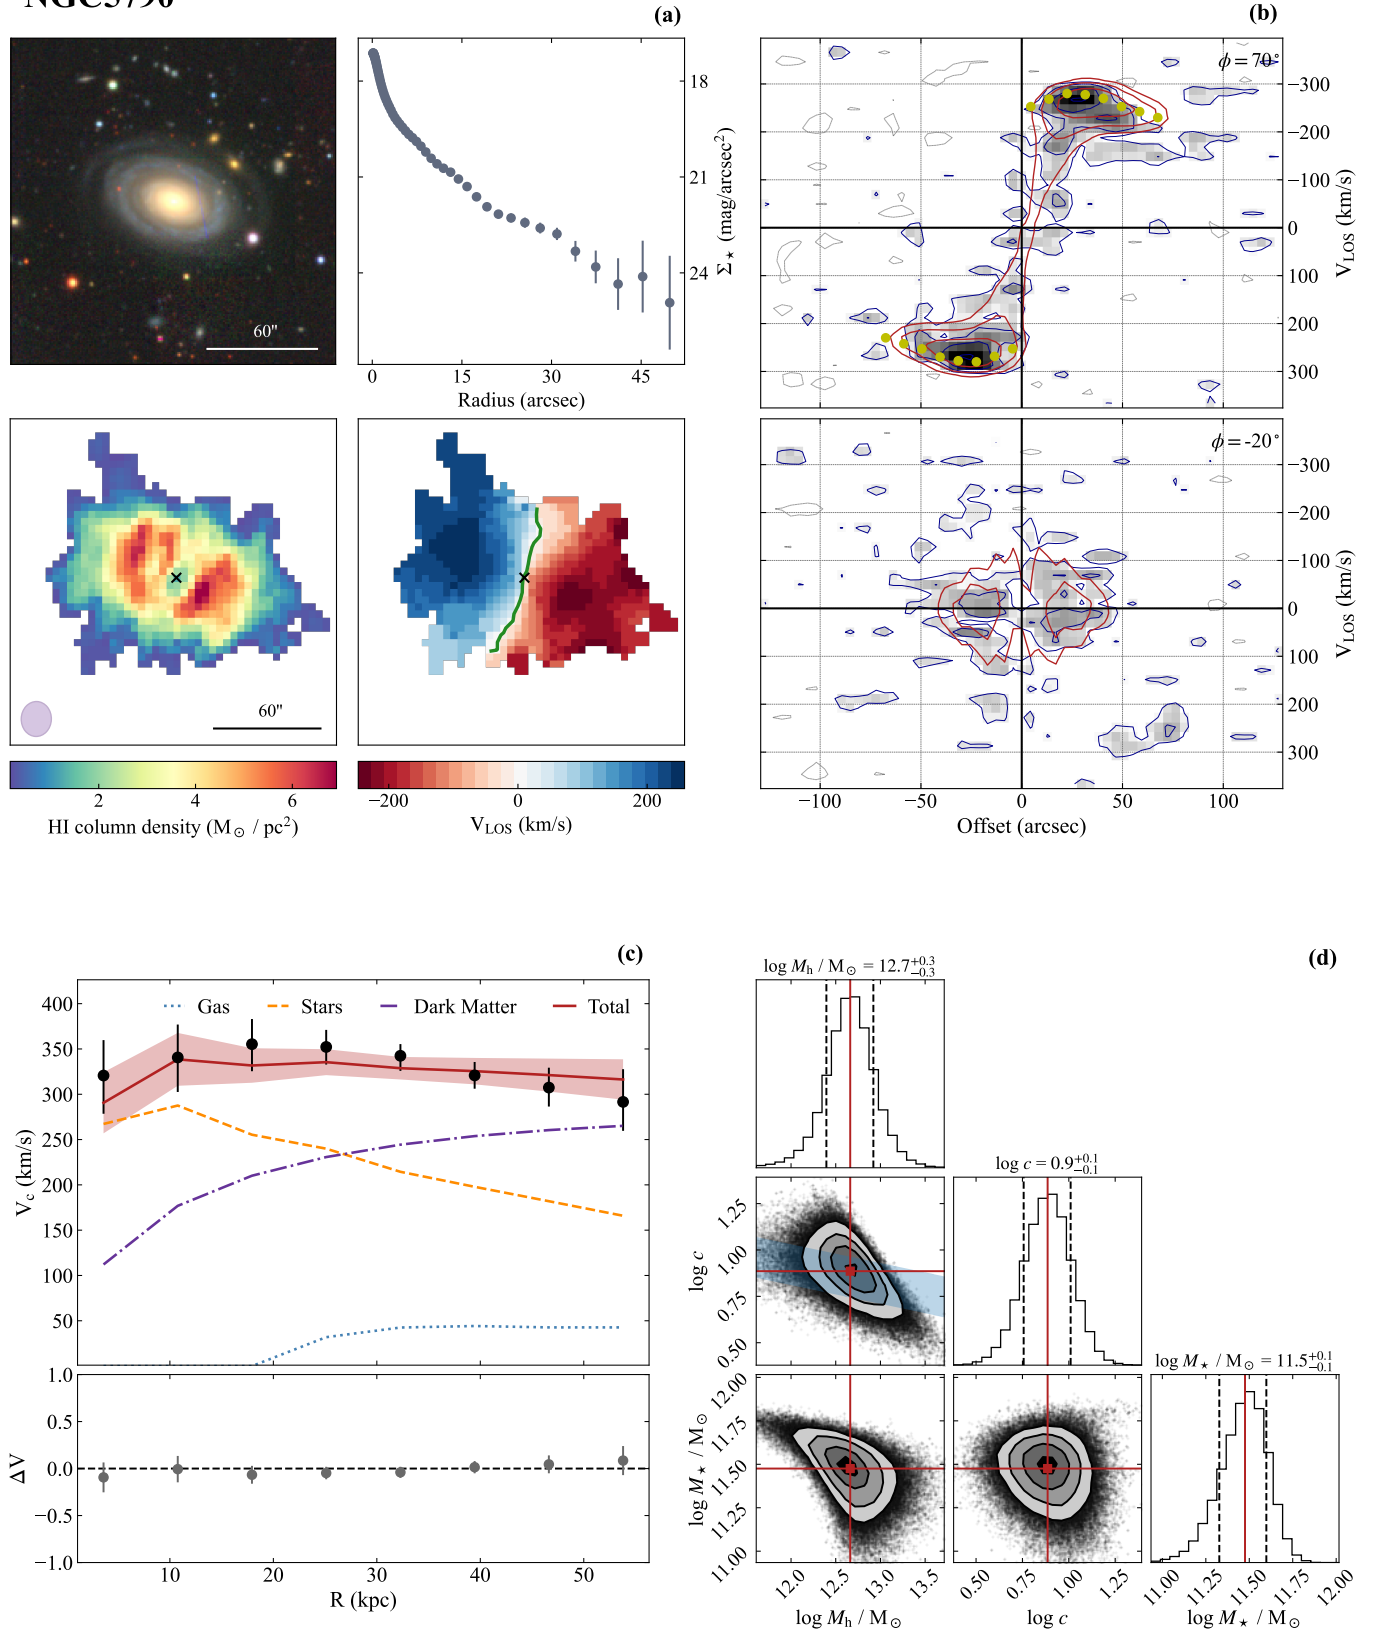 (a)
(b)
60"
18
21
24
Σ⋆ (mag/arcsec²)
0 15 30 45
Radius (arcsec)
ϕ = 70°
−300
−200
−100
0
100
200
300
V_LOS (km/s)
ϕ = -20°
−300
−200
−100
0
100
200
300
V_LOS (km/s)
−100 −50 0 50 100
Offset (arcsec)
60"
2 4 6
HI column density (M⊙ / pc²)
−200 0 200
V_LOS (km/s)
(c)
Gas Stars Dark Matter Total
400
350
300
250
200
150
100
50
V_c (km/s)
1.0
0.5
0.0
−0.5
−1.0
ΔV
0 10 20 30 40 50
R (kpc)
(d)
log M_h / M⊙ = 12.7^{+0.3}_{−0.3}
log c = 0.9^{+0.1}_{−0.1}
log M⋆ / M⊙ = 11.5^{+0.1}_{−0.1}
1.25
1.00
0.75
0.50
log c
12.00
11.75
11.50
11.25
11.00
log M⋆ / M⊙
12.0 12.5 13.0 13.5
log M_h / M⊙
0.50 0.75 1.00 1.25
log c
11.00 11.25 11.50 11.75 12.00
log M⋆ / M⊙